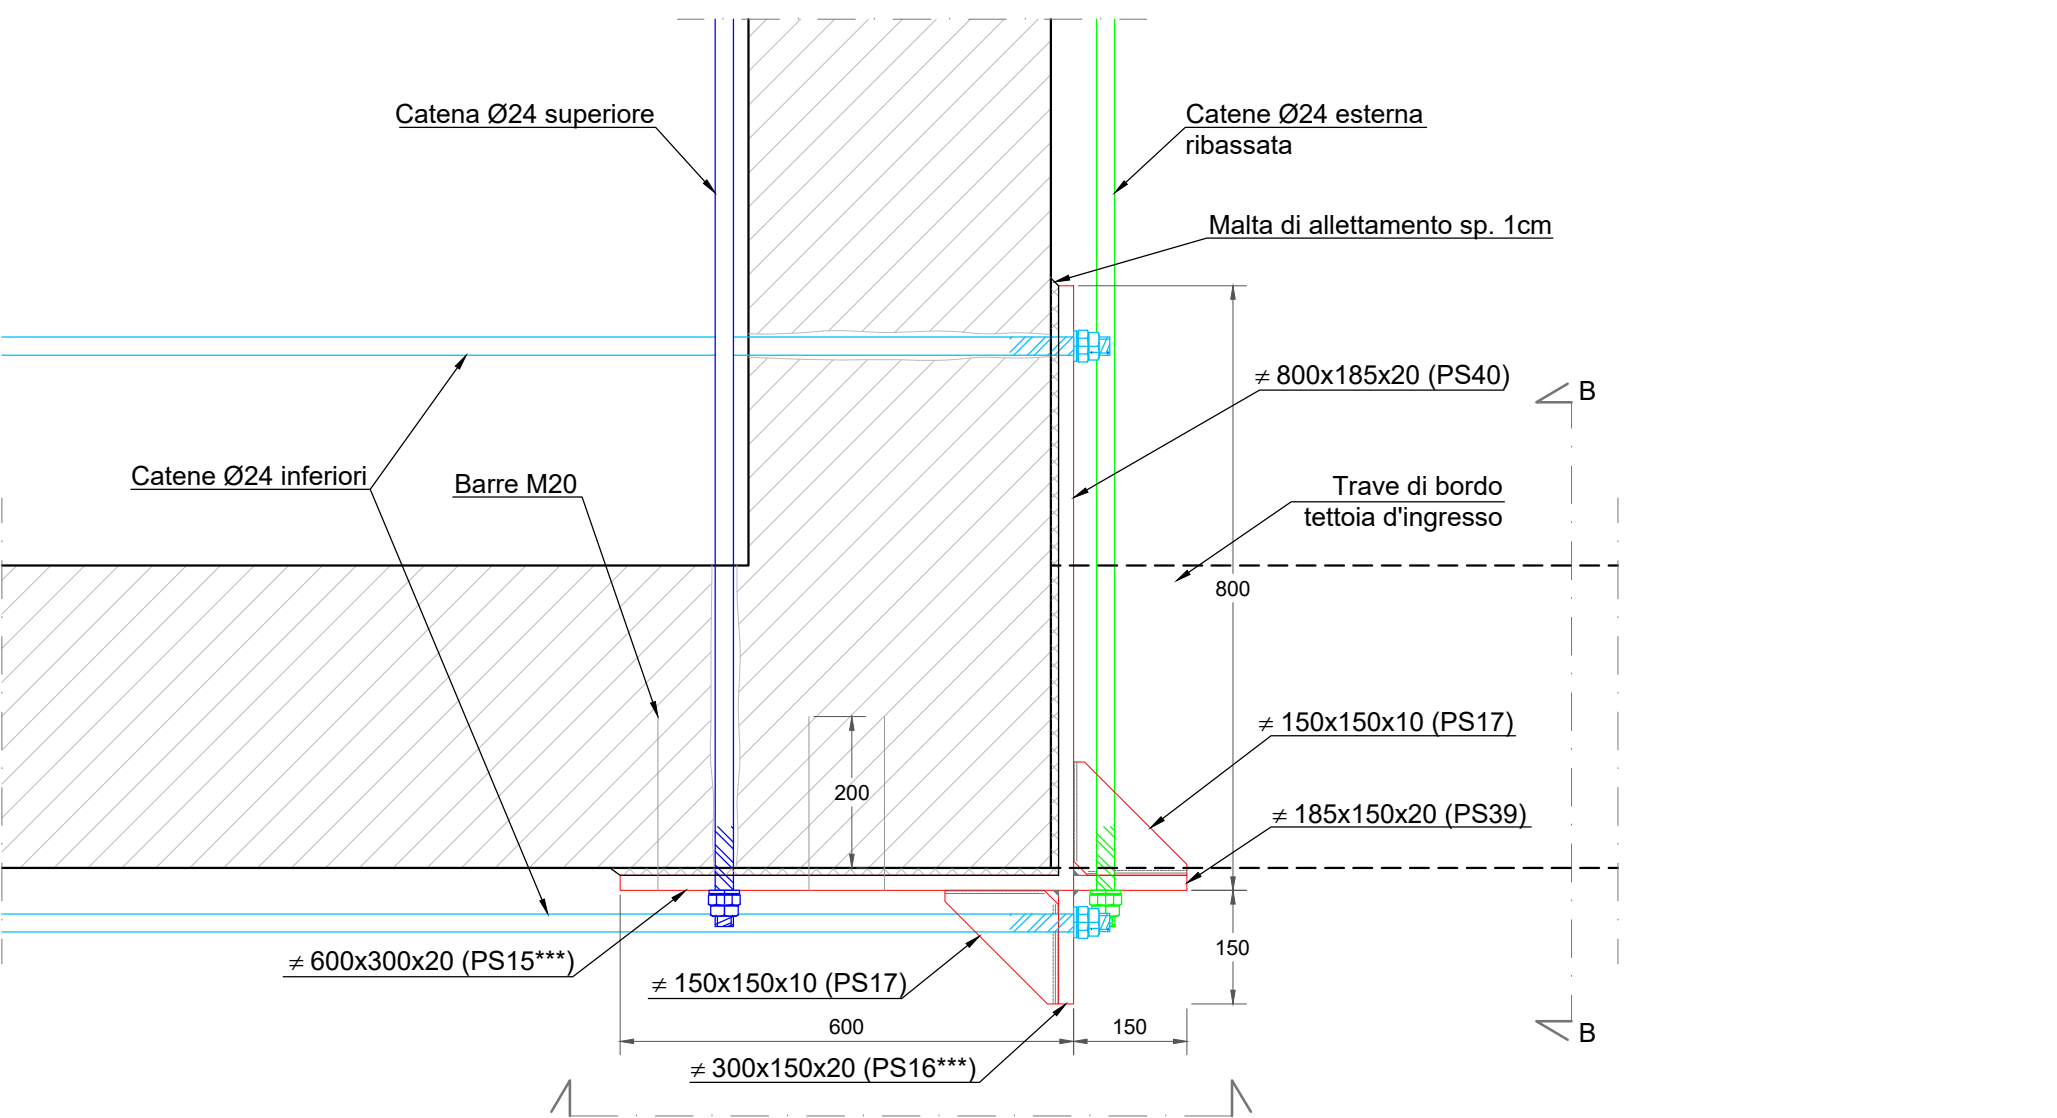 Catena Ø24 superiore
Catene Ø24 esterna
ribassata
Malta di allettamento sp. 1cm
≠ 800x185x20 (PS40)
B
Catene Ø24 inferiori
Barre M20
Trave di bordo
tettoia d'ingresso
800
≠ 150x150x10 (PS17)
200
≠ 185x150x20 (PS39)
150
≠ 600x300x20 (PS15***)
≠ 150x150x10 (PS17)
600
150
B
≠ 300x150x20 (PS16***)